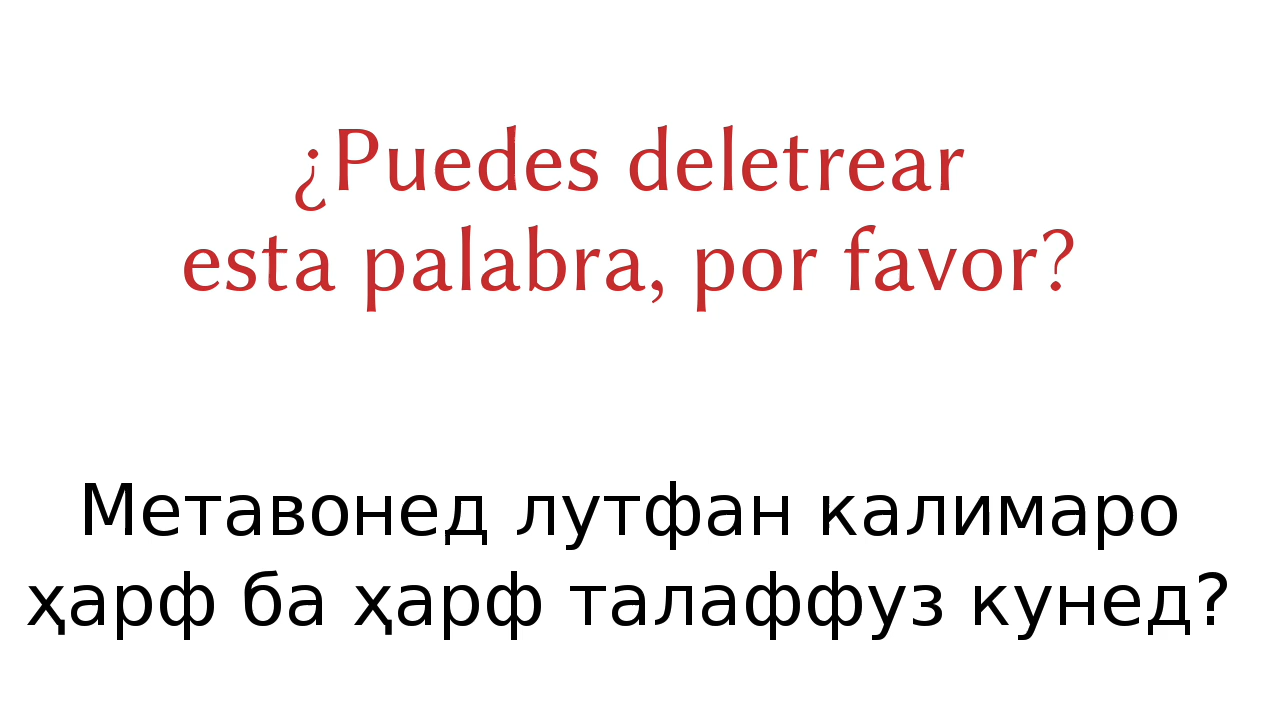 ¿Puedes deletrear
esta palabra, por favor?
Метавонед лутфан калимаро
ҳарф ба ҳарф талаффуз кунед?